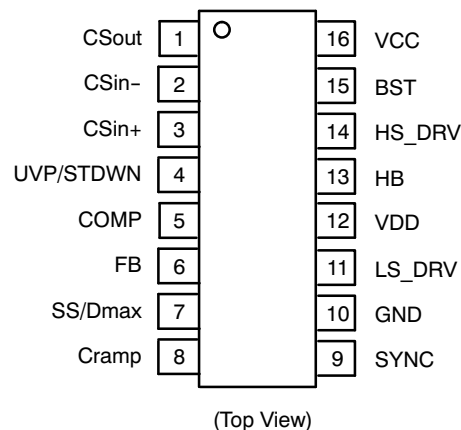 CSout 1 16 VCC
CSin− 2 15 BST
CSin+ 3 14 HS_DRV
UVP/STDWN 4 13 HB
COMP 5 12 VDD
FB 6 11 LS_DRV
SS/Dmax 7 10 GND
Cramp 8 9 SYNC
(Top View)